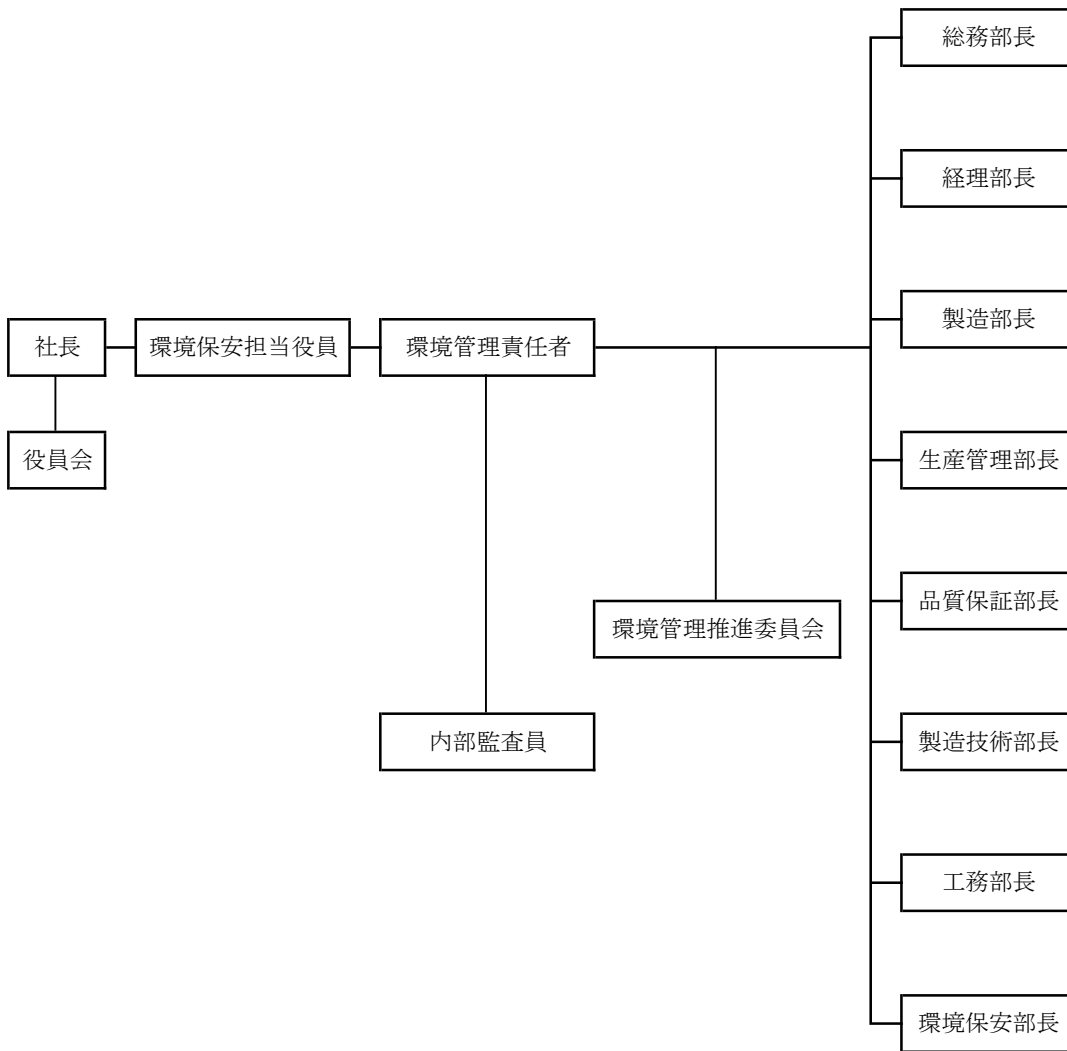 総務部長
経理部長
製造部長
社長
環境保安担当役員
環境管理責任者
役員会
生産管理部長
品質保証部長
環境管理推進委員会
内部監査員
製造技術部長
工務部長
環境保安部長